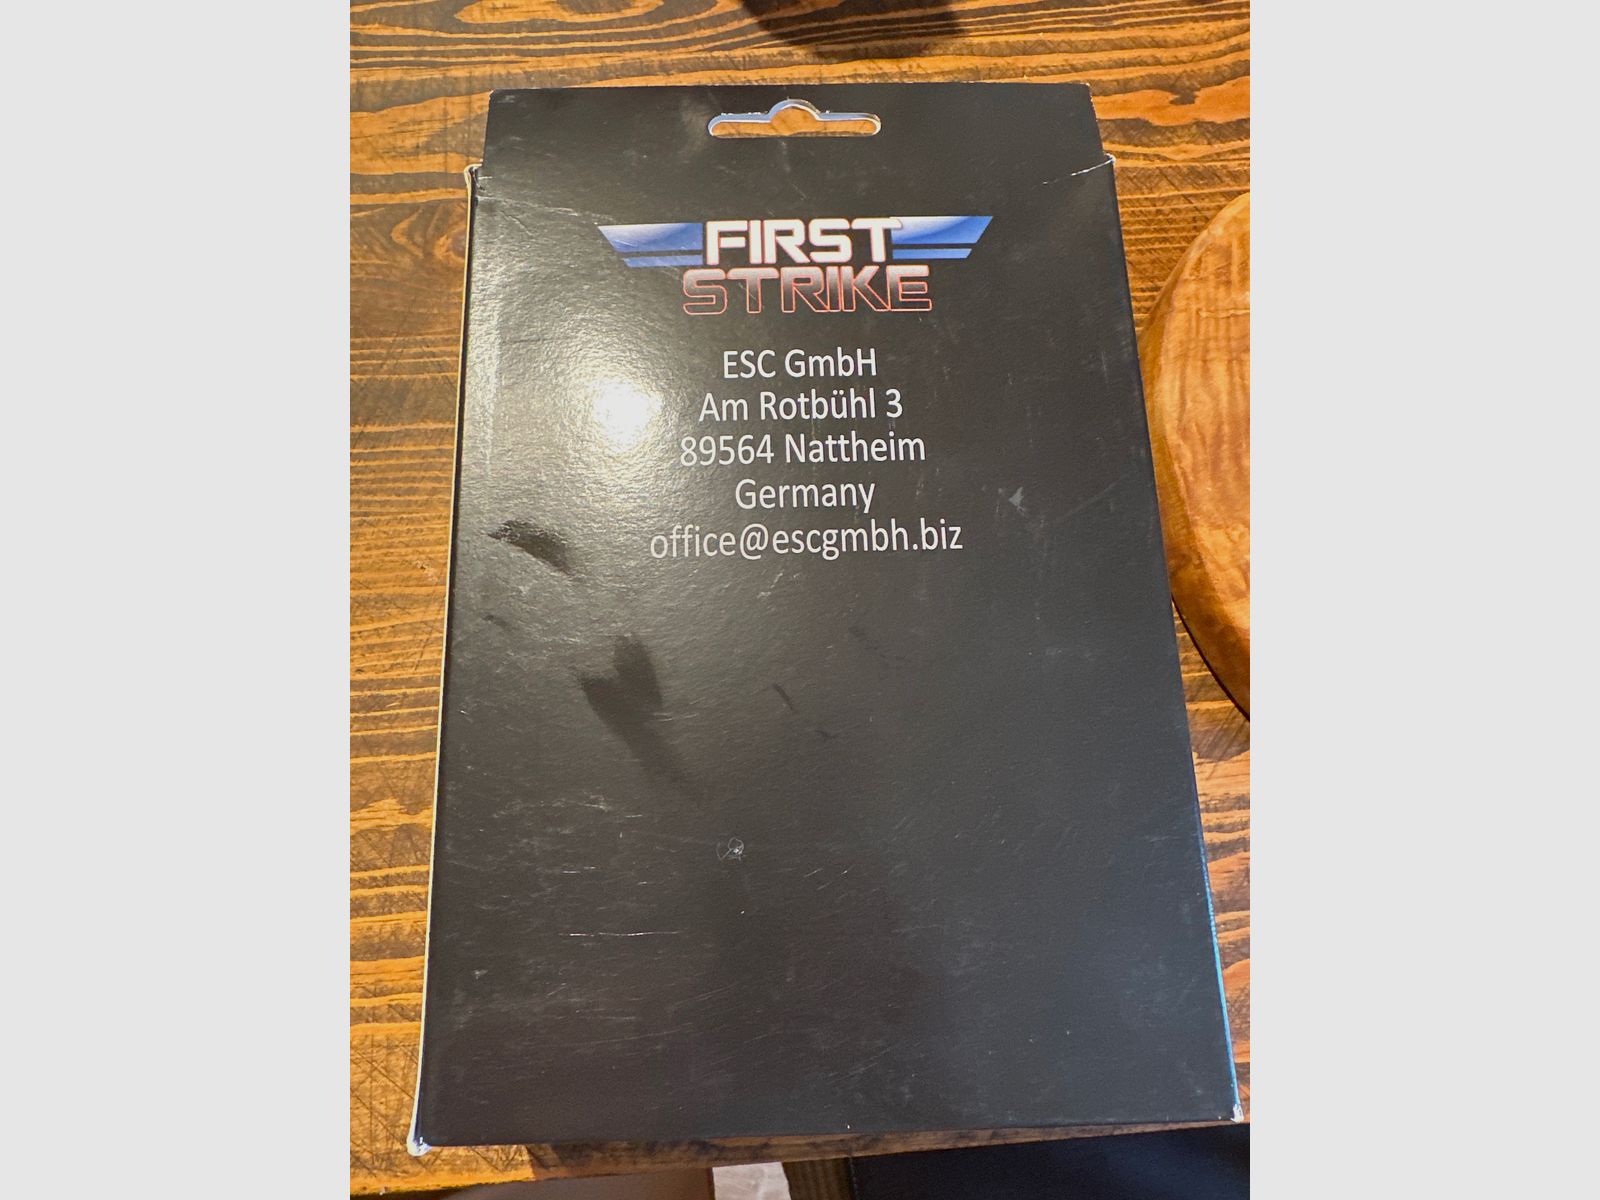 FIRST
STRIKE
ESC GmbH
Am Rotbühl 3
89564 Nattheim
Germany
office@escgmbh.biz